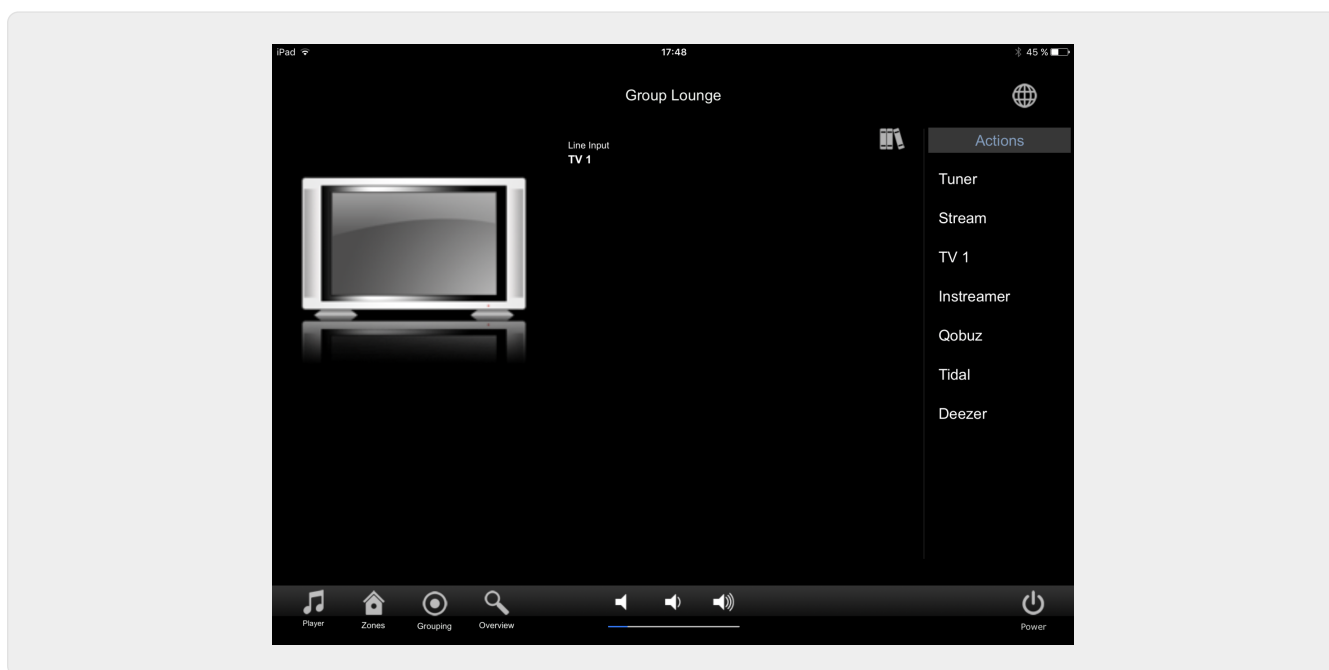 iPad 17:48 45 %
Group Lounge
Line Input
TV 1
Actions
Tuner
Stream
TV 1
Instreamer
Qobuz
Tidal
Deezer
Player Zones Grouping Overview Power